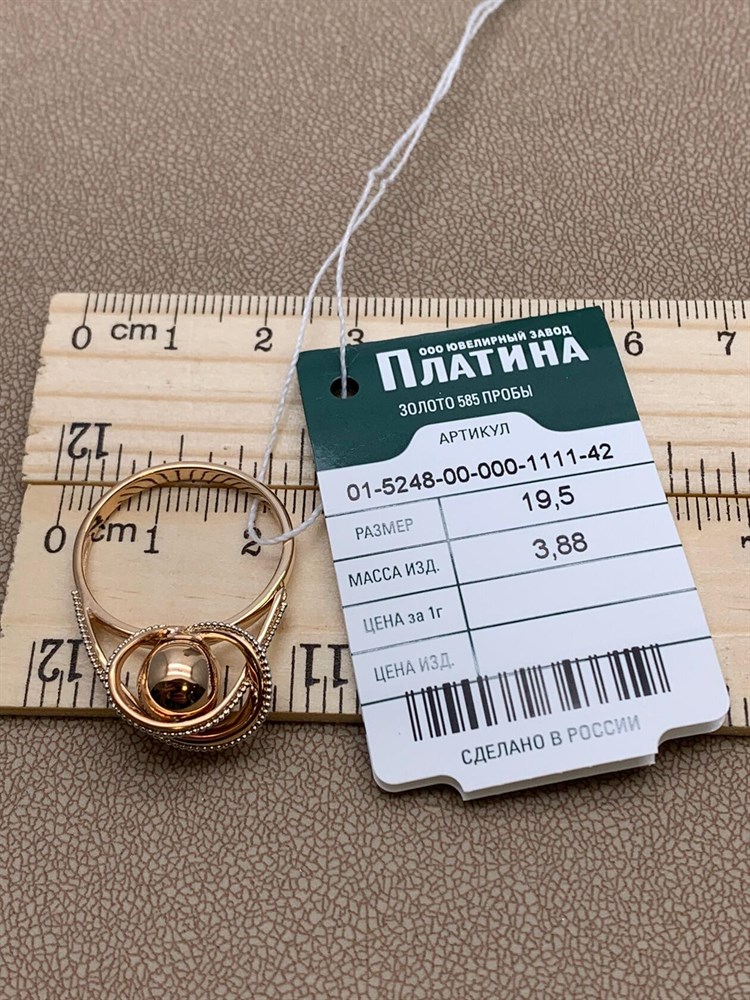 0 cm 1 2 3 6 7
ООО ЮВЕЛИРНЫЙ ЗАВОД
ПЛАТИНА
ЗОЛОТО 585 ПРОБЫ
АРТИКУЛ
01-5248-00-000-1111-42
РАЗМЕР 19,5
МАССА ИЗД. 3,88
ЦЕНА за 1г
ЦЕНА ИЗД.
СДЕЛАНО В РОССИИ
12
0 cm 1 2
12 11